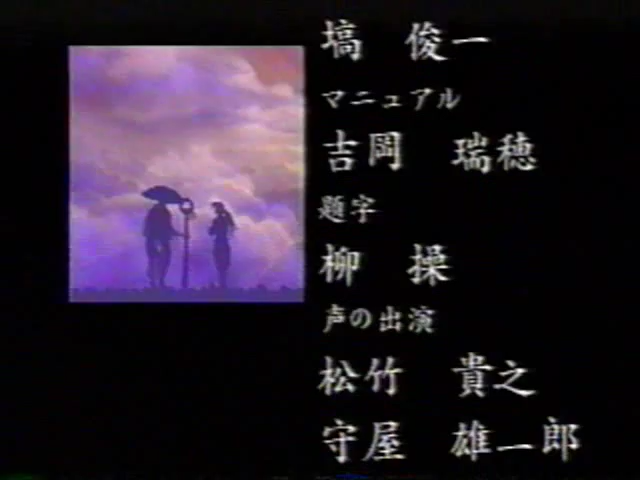 塙　俊一
マニュアル
吉岡　瑞穂
題字
柳　操
声の出演
松竹　貴之
守屋　雄一郎